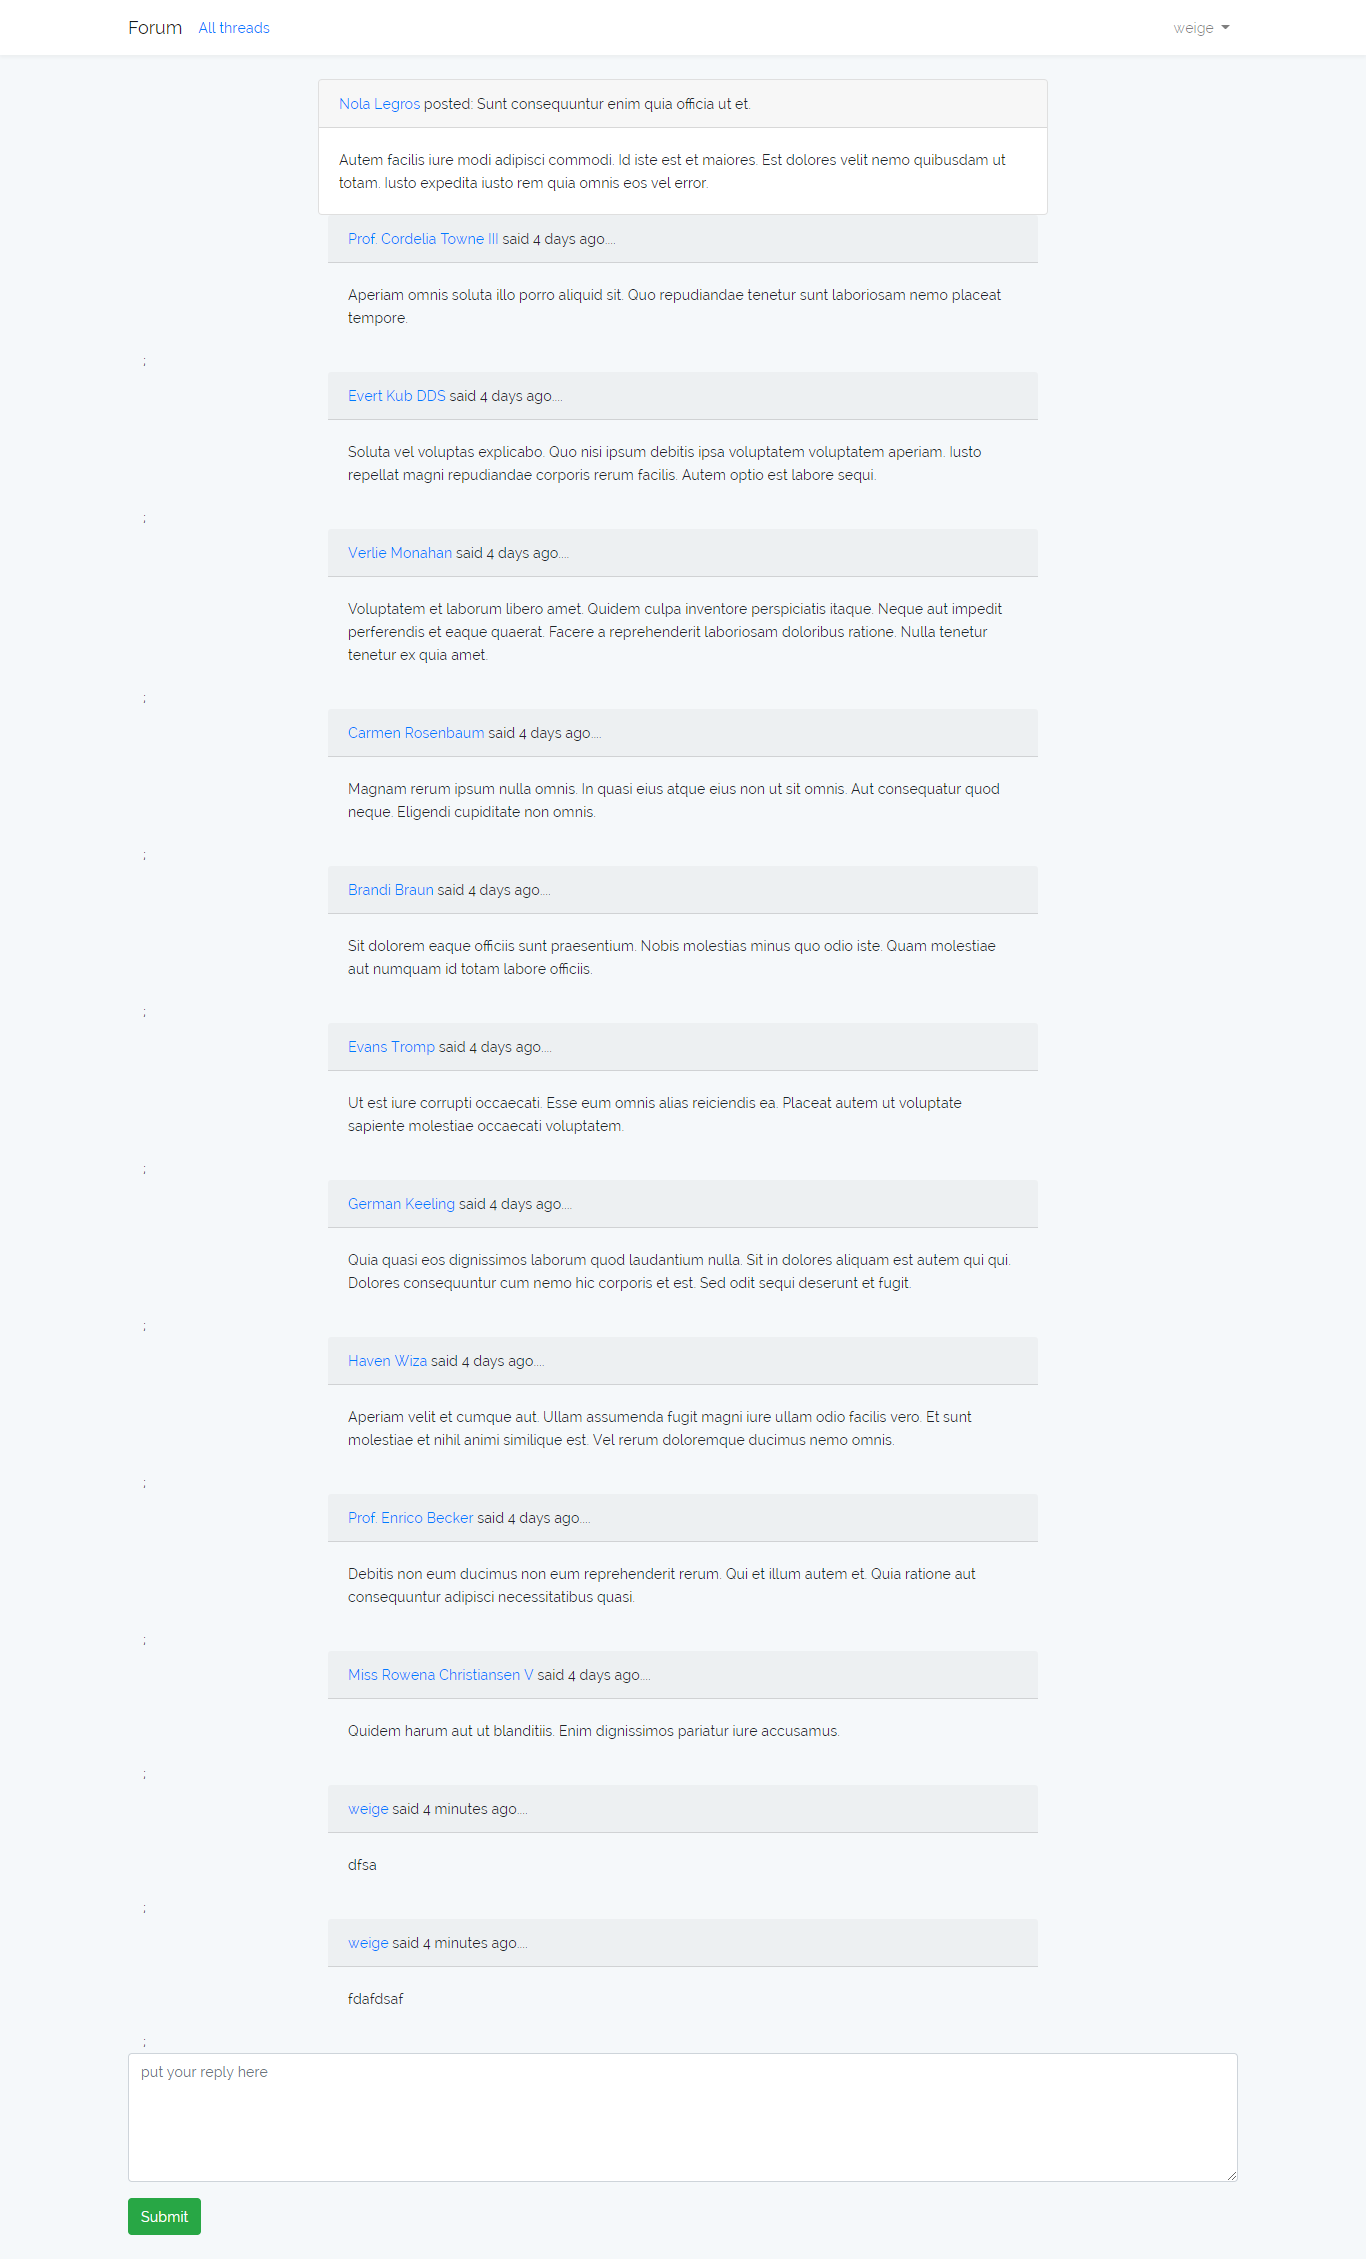 Forum All threads weige
Nola Legros posted: Sunt consequuntur enim quia officia ut et.
Autem facilis iure modi adipisci commodi. Id iste est et maiores. Est dolores velit nemo quibusdam ut
totam. Iusto expedita iusto rem quia omnis eos vel error.
Prof. Cordelia Towne III said 4 days ago....
Aperiam omnis soluta illo porro aliquid sit. Quo repudiandae tenetur sunt laboriosam nemo placeat
tempore.
;
Evert Kub DDS said 4 days ago....
Soluta vel voluptas explicabo. Quo nisi ipsum debitis ipsa voluptatem voluptatem aperiam. Iusto
repellat magni repudiandae corporis rerum facilis. Autem optio est labore sequi.
;
Verlie Monahan said 4 days ago....
Voluptatem et laborum libero amet. Quidem culpa inventore perspiciatis itaque. Neque aut impedit
perferendis et eaque quaerat. Facere a reprehenderit laboriosam doloribus ratione. Nulla tenetur
tenetur ex quia amet.
;
Carmen Rosenbaum said 4 days ago....
Magnam rerum ipsum nulla omnis. In quasi eius atque eius non ut sit omnis. Aut consequatur quod
neque. Eligendi cupiditate non omnis.
;
Brandi Braun said 4 days ago....
Sit dolorem eaque officiis sunt praesentium. Nobis molestias minus quo odio iste. Quam molestiae
aut numquam id totam labore officiis.
;
Evans Tromp said 4 days ago....
Ut est iure corrupti occaecati. Esse eum omnis alias reiciendis ea. Placeat autem ut voluptate
sapiente molestiae occaecati voluptatem.
;
German Keeling said 4 days ago....
Quia quasi eos dignissimos laborum quod laudantium nulla. Sit in dolores aliquam est autem qui qui.
Dolores consequuntur cum nemo hic corporis et est. Sed odit sequi deserunt et fugit.
;
Haven Wiza said 4 days ago....
Aperiam velit et cumque aut. Ullam assumenda fugit magni iure ullam odio facilis vero. Et sunt
molestiae et nihil animi similique est. Vel rerum doloremque ducimus nemo omnis.
;
Prof. Enrico Becker said 4 days ago....
Debitis non eum ducimus non eum reprehenderit rerum. Qui et illum autem et. Quia ratione aut
consequuntur adipisci necessitatibus quasi.
;
Miss Rowena Christiansen V said 4 days ago....
Quidem harum aut ut blanditiis. Enim dignissimos pariatur iure accusamus.
;
weige said 4 minutes ago....
dfsa
;
weige said 4 minutes ago....
fdafdsaf
;
put your reply here
Submit